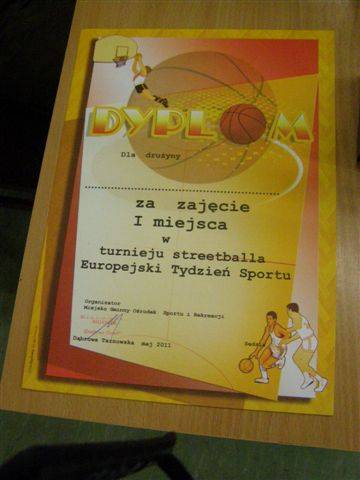 DYPLOM
Dla drużyny
za zajęcie
I miejsca
w
turnieju streetballa
Europejski Tydzień Sportu
Organizator
Miejsko Gminny Ośrodek Sportu i Rekreacji
Dąbrowa Tarnowska maj 2011
Sędzia